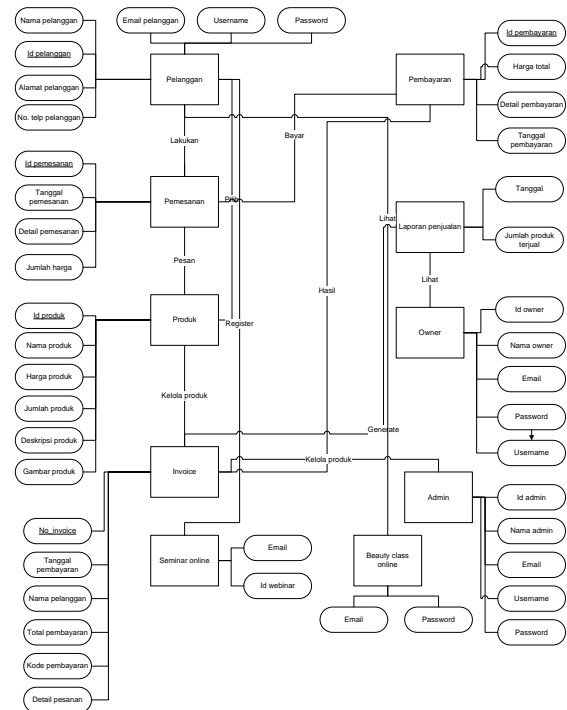 Nama pelanggan
Email pelanggan
Username
Password
Id pelanggan
Id pembayaran
Pelanggan
Pembayaran
Harga total
Alamat pelanggan
No. telp pelanggan
Detail pembayaran
Lakukan
Bayar
Tanggal
pembayaran
Id pemesanan
Tanggal
pemesanan
Pemesanan
Tanggal
Detail pemesanan
Lihat
Laporan penjualan
Jumlah produk
terjual
Jumlah harga
Pesan
Lihat
Hasil
Id produk
Produk
Register
Id owner
Owner
Nama produk
Nama owner
Harga produk
Email
Kelola produk
Jumlah produk
Password
Deskripsi produk
Generate
Username
Gambar produk
Invoice
Kelola produk
Admin
Id admin
No_invoice
Nama admin
Tanggal
pembayaran
Seminar online
Email
Beauty class
online
Email
Id webinar
Nama pelanggan
Username
Total pembayaran
Email
Password
Password
Kode pembayaran
Detail pesanan